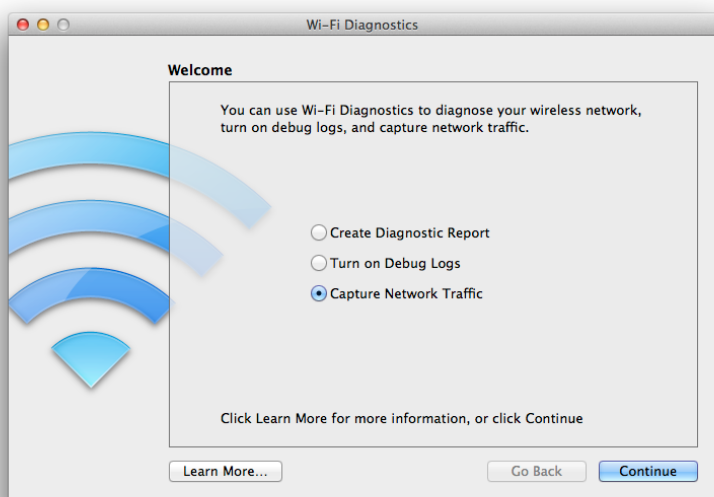 Wi-Fi Diagnostics
Welcome
You can use Wi-Fi Diagnostics to diagnose your wireless network,
turn on debug logs, and capture network traffic.
Create Diagnostic Report
Turn on Debug Logs
Capture Network Traffic
Click Learn More for more information, or click Continue
Learn More...
Go Back
Continue